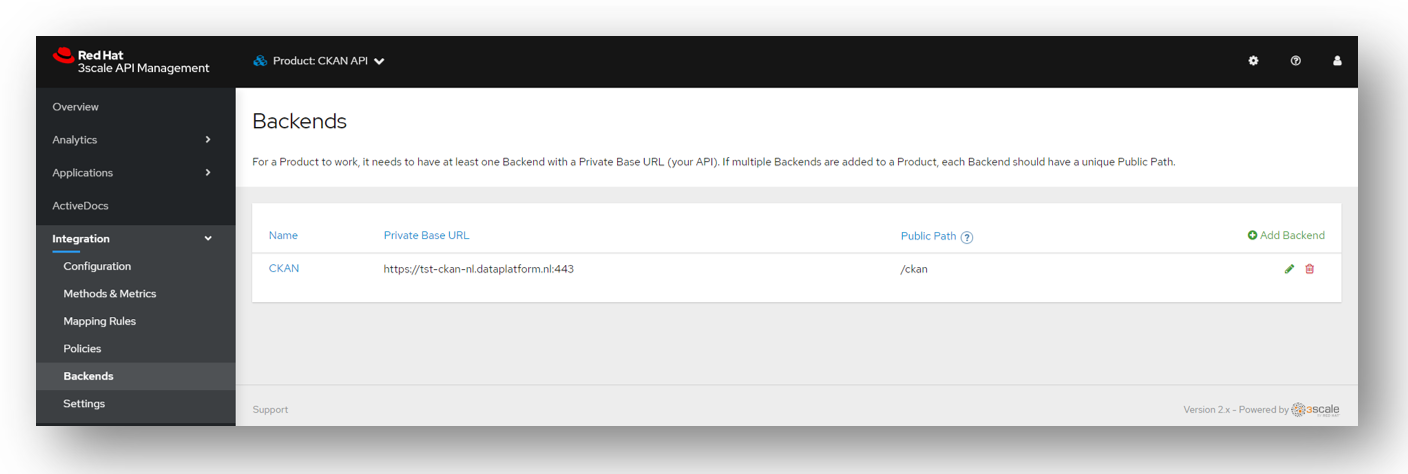 Red Hat
3scale API Management
Product: CKAN API
Overview
Analytics
Applications
ActiveDocs
Integration
Configuration
Methods & Metrics
Mapping Rules
Policies
Backends
Settings
Backends
For a Product to work, it needs to have at least one Backend with a Private Base URL (your API). If multiple Backends are added to a Product, each Backend should have a unique Public Path.
Name Private Base URL Public Path ? Add Backend
CKAN https://tst-ckan-nl.dataplatform.nl:443 /ckan
Support
Version 2.x - Powered by 3scale
BY RED HAT